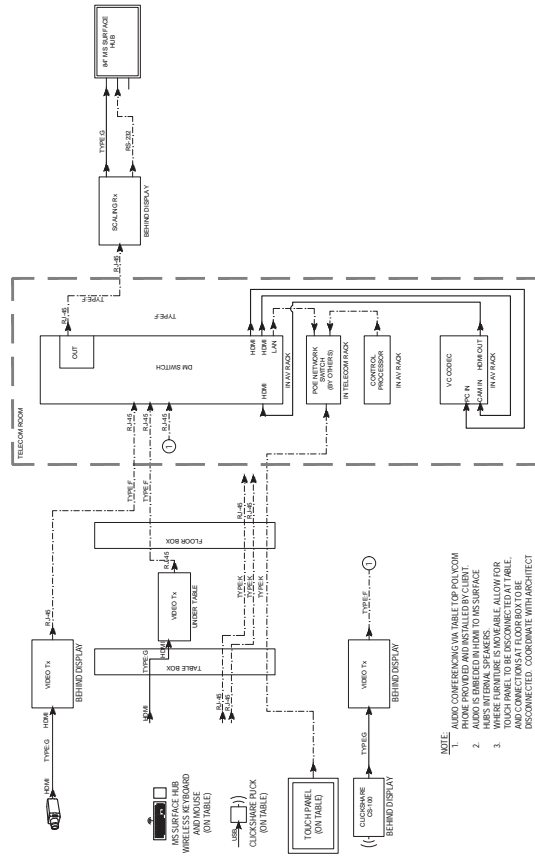 84" MS SURFACE
HUB
TYPE:G
RS-232
SCALING Rx
BEHIND DISPLAY
RJ-45
TELECOM ROOM
TYPE:F
RJ-45
TYPE:F
OUT
DM SWITCH
HDMI
HDMI
HDMI
LAN
IN AV RACK
RJ-45
RJ-45
RJ-45
1
POE NETWORK
SWITCH
(BY OTHERS)
IN TELECOM RACK
CONTROL
PROCESSOR
IN AV RACK
VC CODEC
PC IN
CAM IN
HDMI OUT
IN AV RACK
TYPE:F
TYPE:F
FLOOR BOX
RJ-45
RJ-45
RJ-45
RJ-45
VIDEO Tx
BEHIND DISPLAY
VIDEO Tx
UNDER TABLE
HDMI
TYPE:G
TABLE BOX
HDMI
RJ-45
RJ-45
TYPE:K
TYPE:K
TYPE:K
HDMI
TYPE:G
HDMI
MS SURFACE HUB
WIRELESS KEYBOARD
AND MOUSE
(ON TABLE)
USB
CLICKSHARE PUCK
(ON TABLE)
TOUCH PANEL
(ON TABLE)
CLICKSHARE
CS-100
BEHIND DISPLAY
TYPE:G
VIDEO Tx
BEHIND DISPLAY
TYPE:F
1
NOTE:
1. AUDIO CONFERENCING VIA TABLE TOP POLYCOM
PHONE PROVIDED AND INSTALLED BY CLIENT.
2. AUDIO IS EMBEDED IN HDMI TO MS SURFACE
HUB'S INTERNAL SPEAKERS.
3. WHERE FURNITURE IS MOVEABLE, ALLOW FOR
TOUCH PANEL TO BE DISCONNECTED AT TABLE,
AND CONNECTIONS AT FLOOR BOX TO BE
DISCONNECTED. COORDINATE WITH ARCHITECT